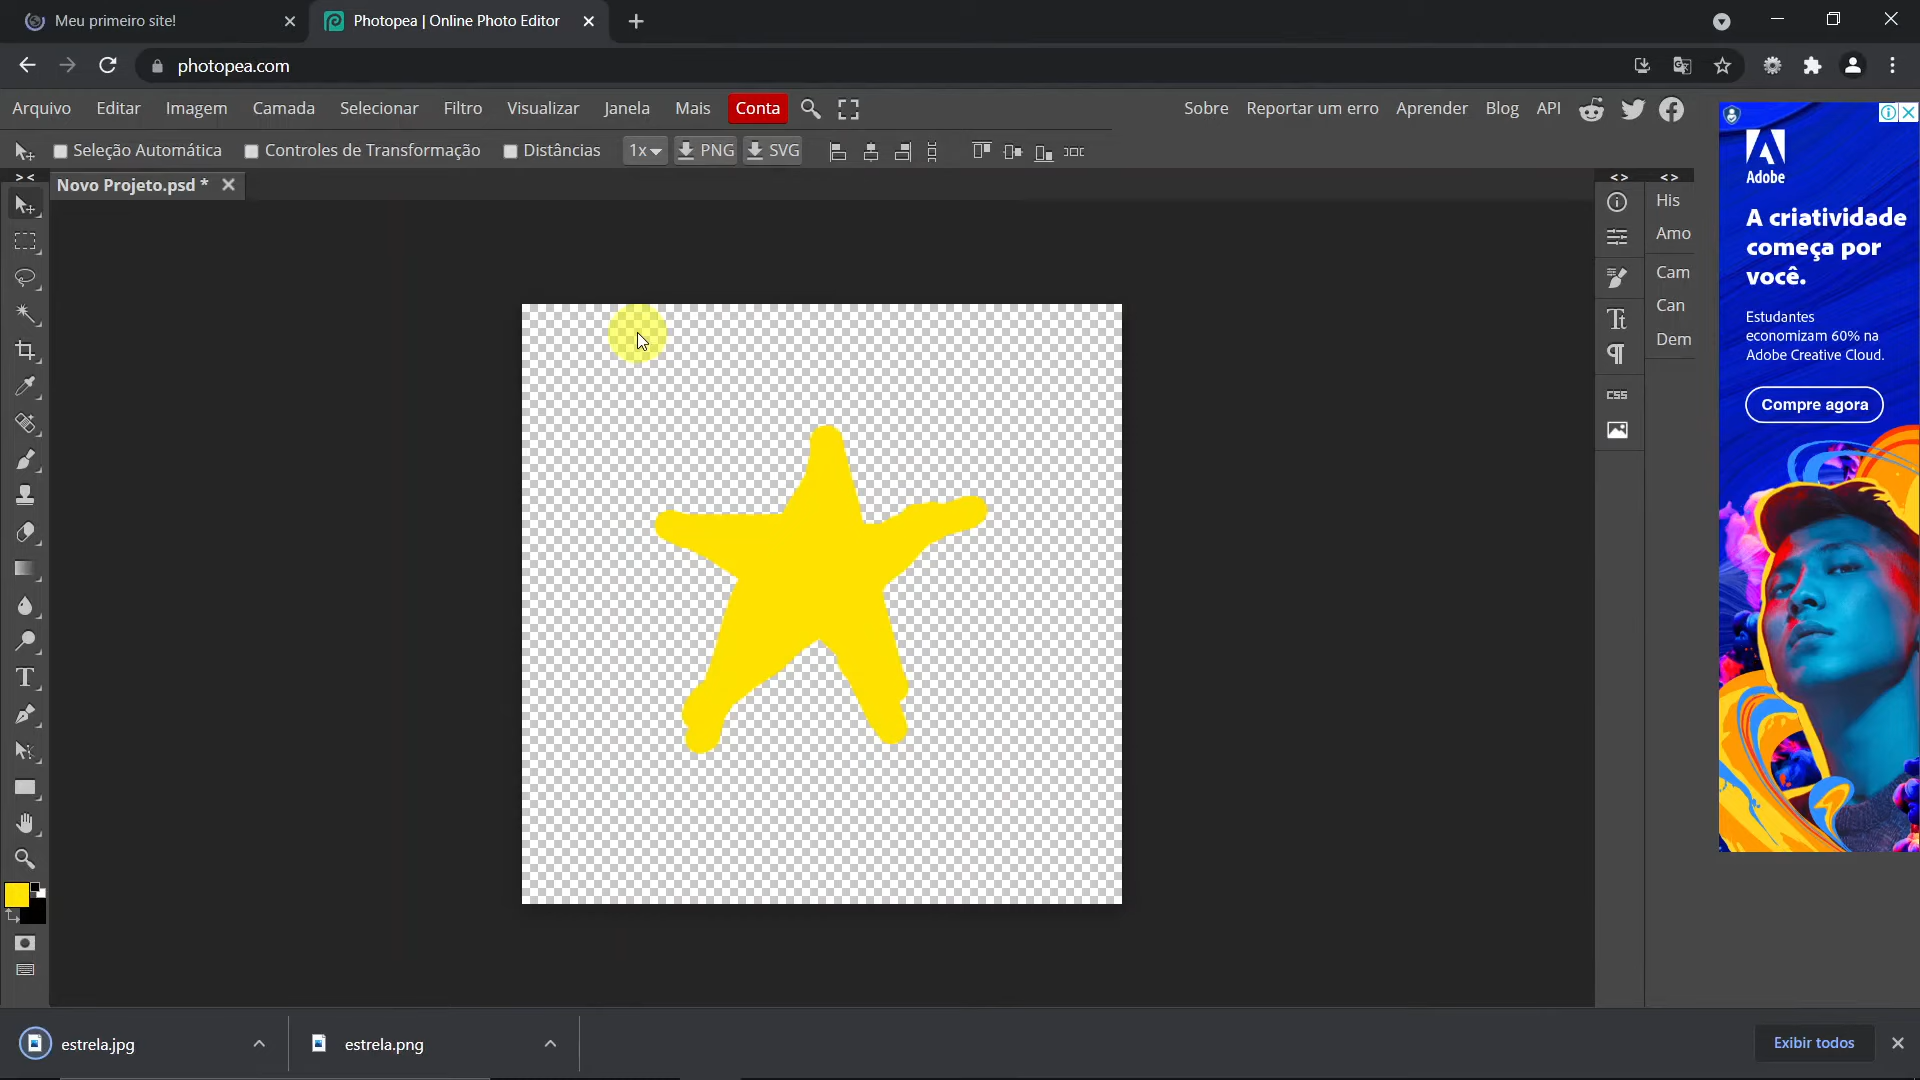 Meu primeiro site!
Photopea | Online Photo Editor
photopea.com
Arquivo Editar Imagem Camada Selecionar Filtro Visualizar Janela Mais Conta
Sobre Reportar um erro Aprender Blog API
Seleção Automática Controles de Transformação Distâncias 1x PNG SVG
> <
< >
< >
Novo Projeto.psd *
His
Amo
Cam
Can
Dem
CSS
Adobe
A criatividade
começa por
você.
Estudantes
economizam 60% na
Adobe Creative Cloud.
Compre agora
estrela.jpg
estrela.png
Exibir todos